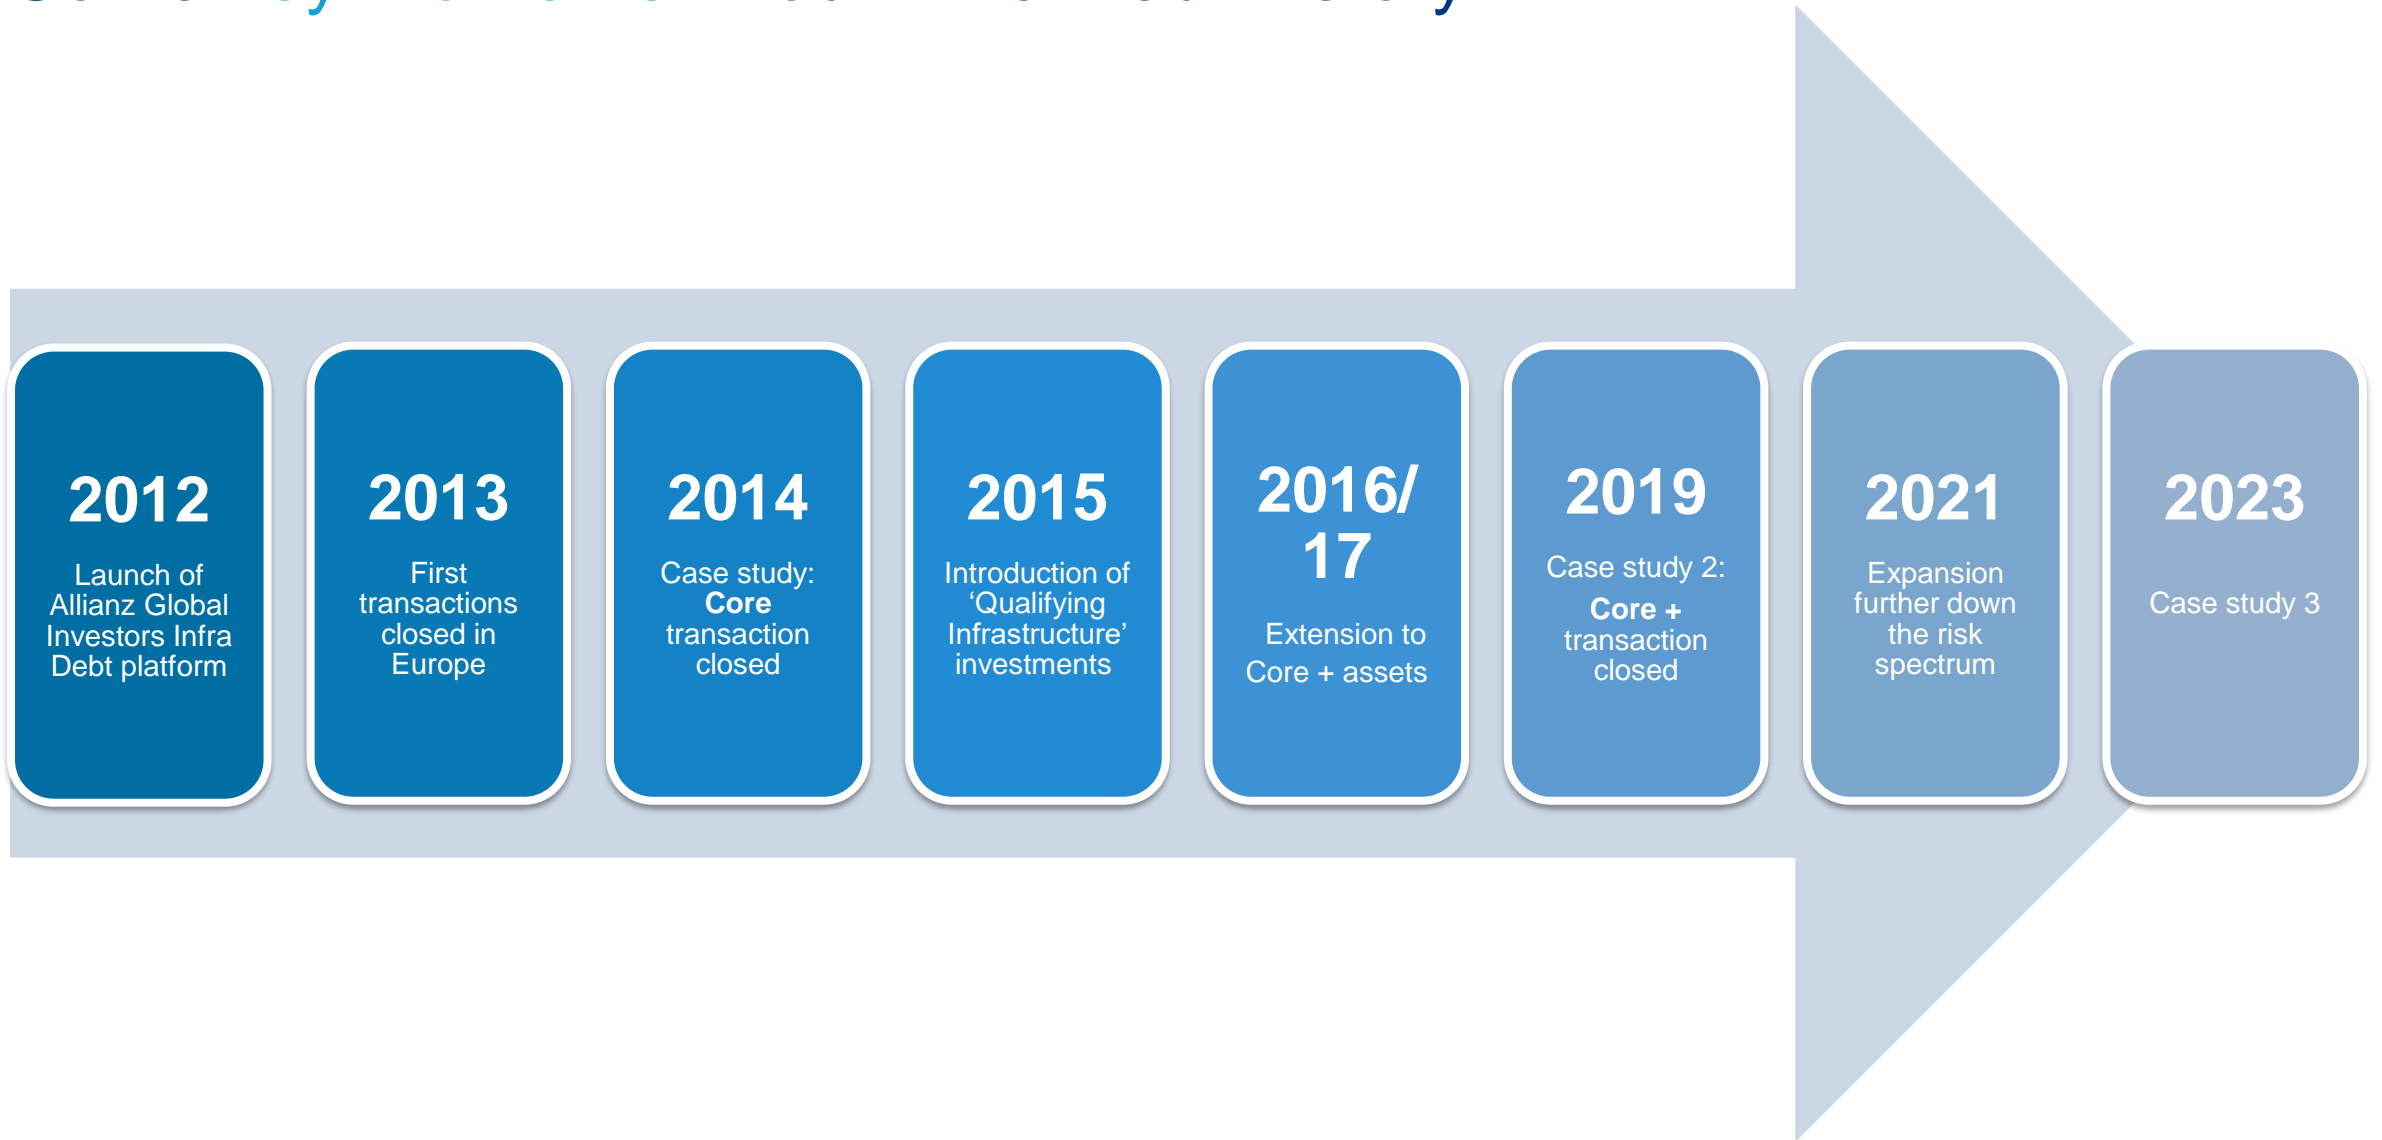 2012
Launch of
Allianz Global
Investors Infra
Debt platform
2013
First
transactions
closed in
Europe
2014
Case study:
Core
transaction
closed
2015
Introduction of
‘Qualifying
Infrastructure’
investments
2016/
17
Extension to
Core + assets
2019
Case study 2:
Core +
transaction
closed
2021
Expansion
further down
the risk
spectrum
2023
Case study 3